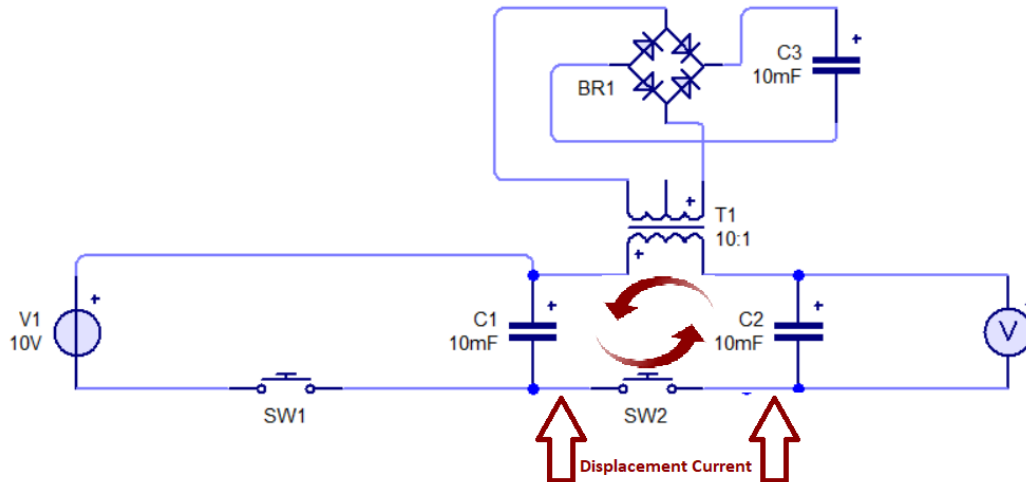 C3
10mF
+
BR1
+
T1
10:1
+
V1
10V
+
C1
10mF
+
C2
10mF
+
V
SW1
SW2
Displacement Current